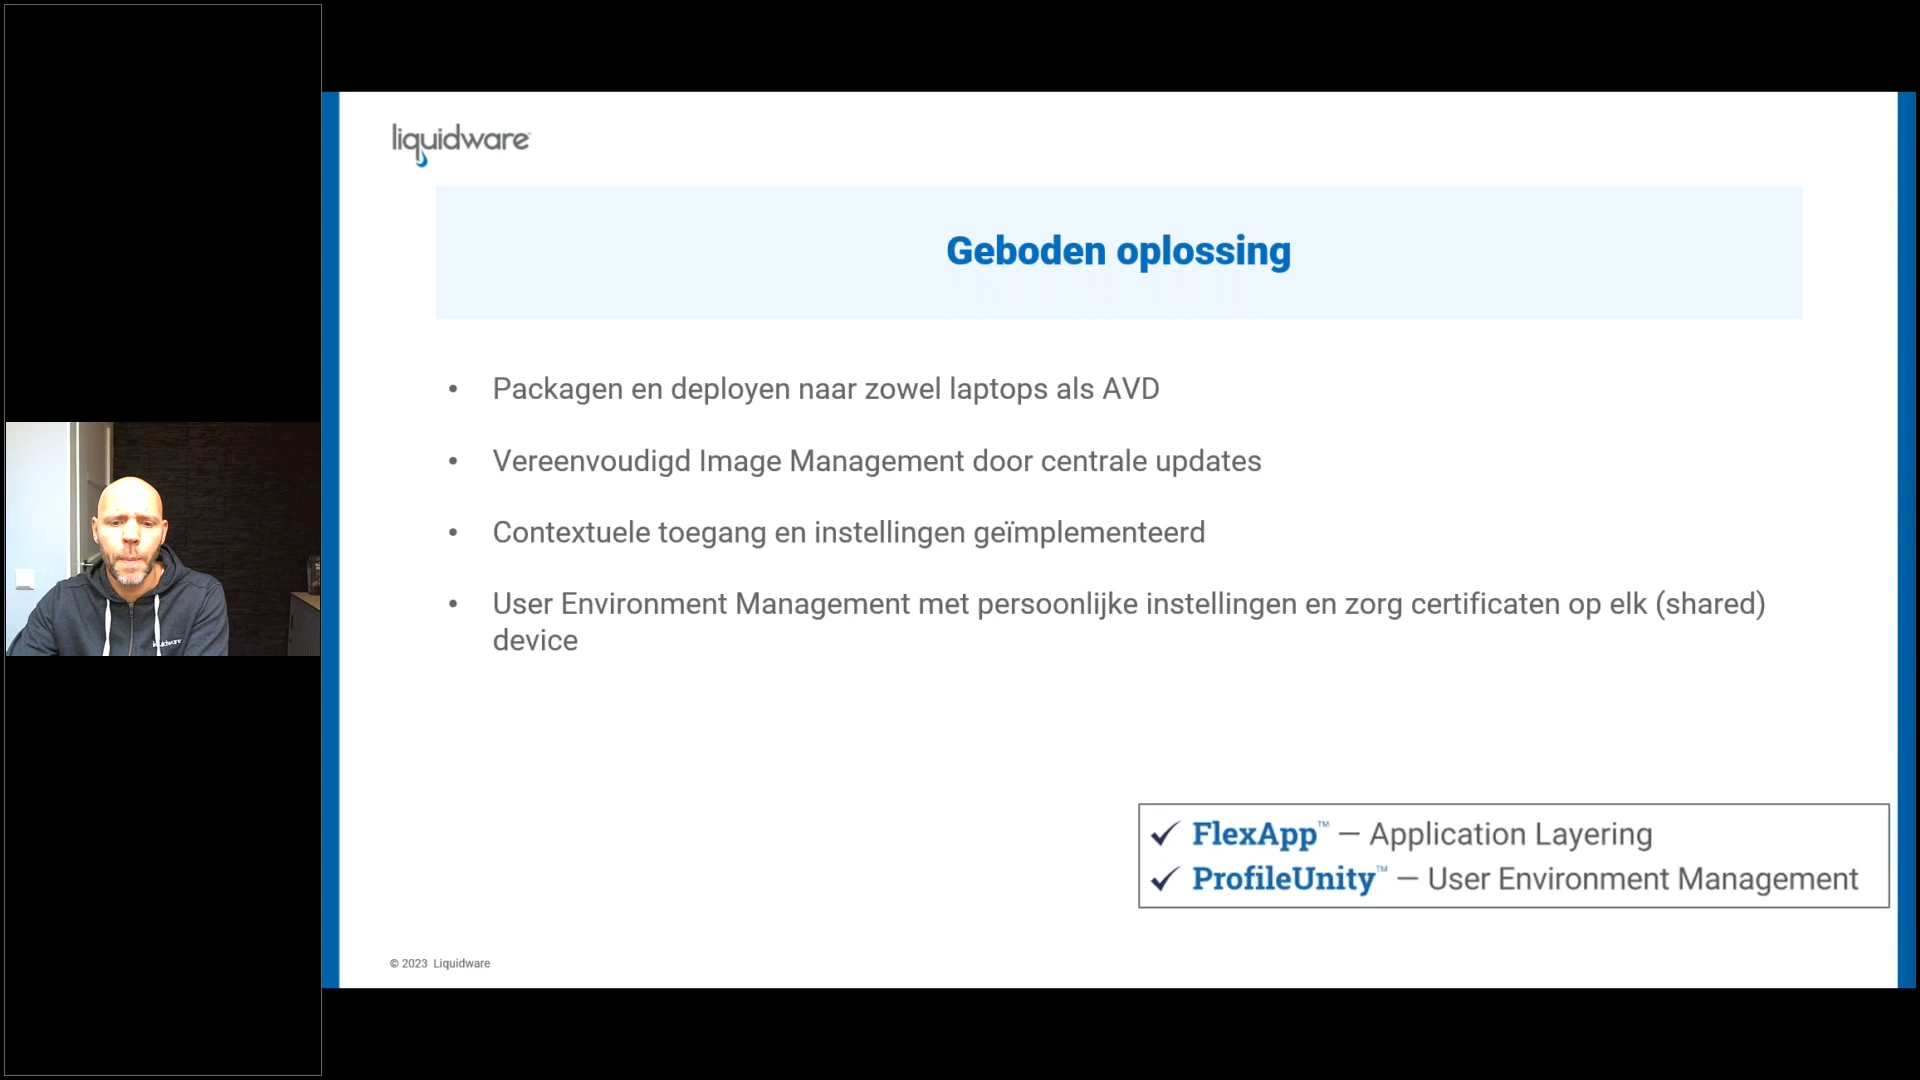 liquidware
Geboden oplossing
• Packagen en deployen naar zowel laptops als AVD
• Vereenvoudigd Image Management door centrale updates
• Contextuele toegang en instellingen geïmplementeerd
• User Environment Management met persoonlijke instellingen en zorg certificaten op elk (shared)
device
✓ FlexApp™ — Application Layering
✓ ProfileUnity™ — User Environment Management
© 2023 Liquidware
liquidware